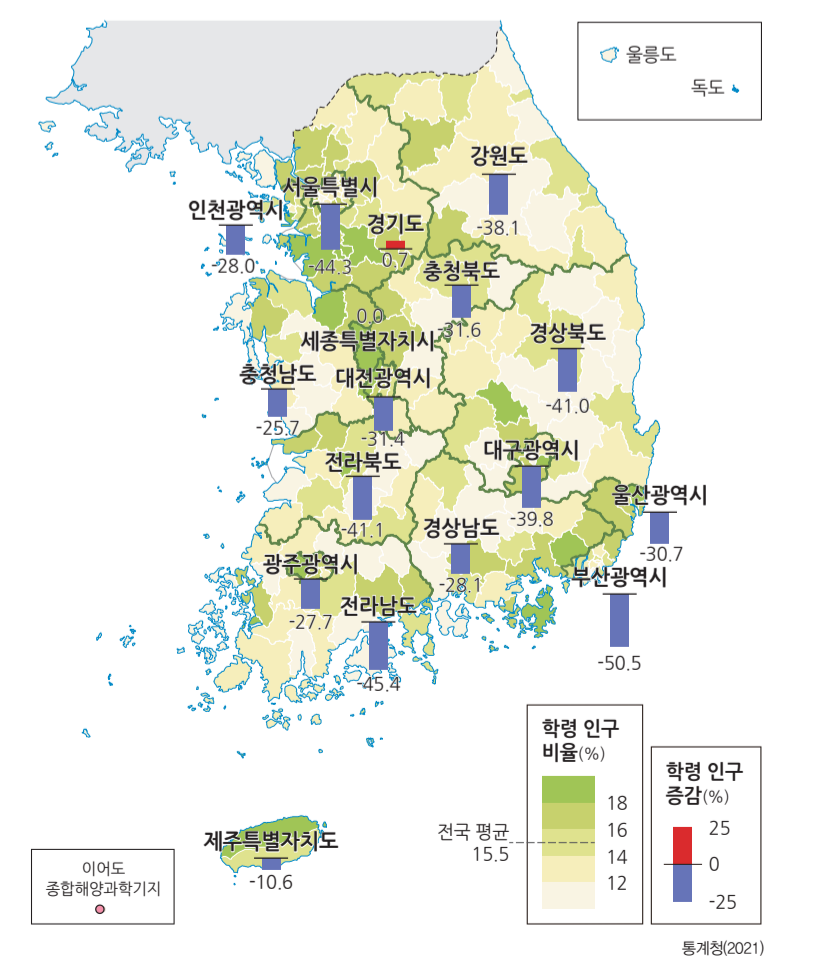 울릉도
독도
강원도
-38.1
서울특별시
-44.3
인천광역시
-28.0
경기도
0.7
충청북도
-31.6
0.0
세종특별자치시
경상북도
-41.0
충청남도
-25.7
대전광역시
-31.4
대구광역시
-39.8
전라북도
-41.1
울산광역시
-30.7
경상남도
-28.1
광주광역시
-27.7
부산광역시
-50.5
전라남도
-45.4
제주특별자치도
-10.6
이어도
종합해양과학기지
학령 인구
비율(%)
18
16
14
12
전국 평균
15.5
학령 인구
증감(%)
25
0
-25
통계청(2021)